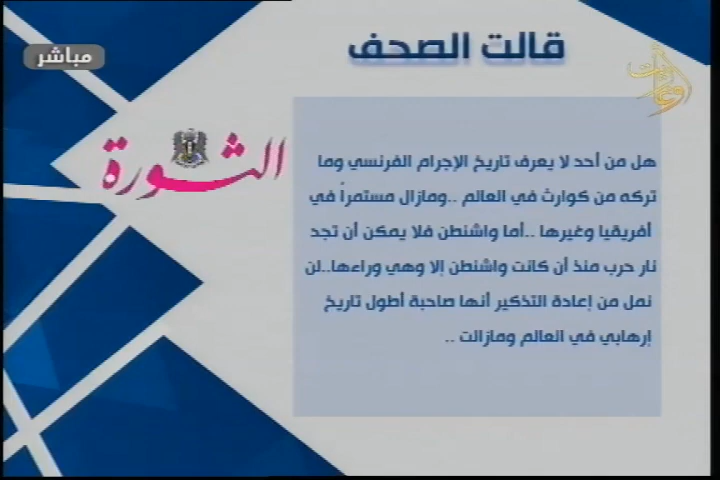 قالت الصحف
مباشر
الثورة
هل من أحد لا يعرف تاريخ الإجرام الفرنسي وما
تركه من كوارث في العالم ..ومازال مستمراً في
أفريقيا وغيرها ..أما واشنطن فلا يمكن أن تجد
نار حرب منذ أن كانت واشنطن إلا وهي وراءها..لن
نمل من إعادة التذكير أنها صاحبة أطول تاريخ
إرهابي في العالم ومازالت ..